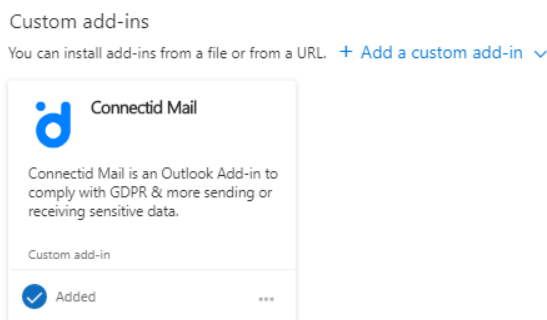 Custom add-ins
You can install add-ins from a file or from a URL. + Add a custom add-in
Connectid Mail
Connectid Mail is an Outlook Add-in to
comply with GDPR & more sending or
receiving sensitive data.
Custom add-in
Added